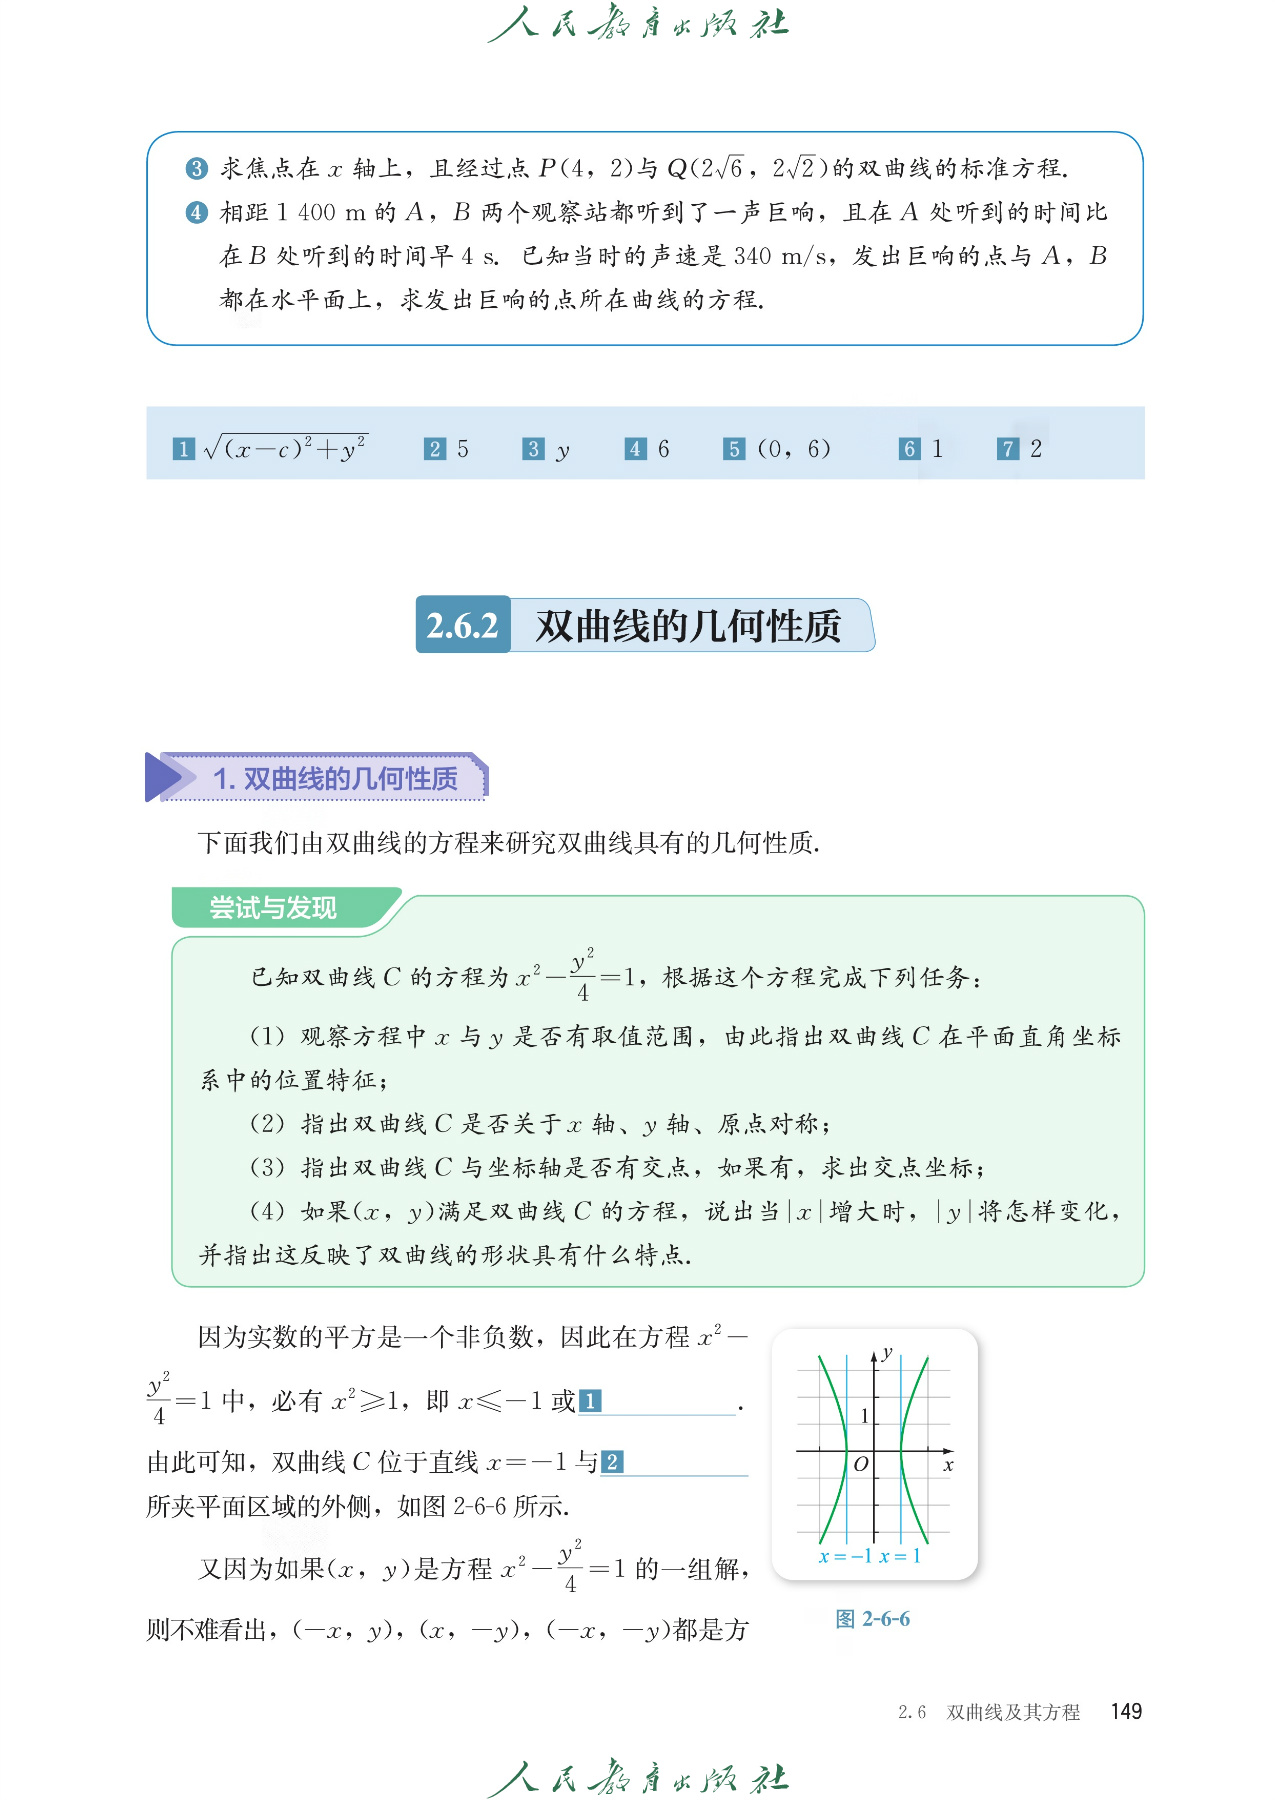 人民教育出版社
❸ 求焦点在 x 轴上，且经过点 P(4，2)与 Q(2√6，2√2)的双曲线的标准方程.
❹ 相距 1 400 m 的 A，B 两个观察站都听到了一声巨响，且在 A 处听到的时间比
在 B 处听到的时间早 4 s. 已知当时的声速是 340 m/s，发出巨响的点与 A，B
都在水平面上，求发出巨响的点所在曲线的方程.
1 √(x－c)²＋y² 2 5 3 y 4 6 5 (0，6) 6 1 7 2
2.6.2 双曲线的几何性质
1. 双曲线的几何性质
下面我们由双曲线的方程来研究双曲线具有的几何性质.
尝试与发现
已知双曲线 C 的方程为 x²－y²/4＝1，根据这个方程完成下列任务：
(1) 观察方程中 x 与 y 是否有取值范围，由此指出双曲线 C 在平面直角坐标
系中的位置特征；
(2) 指出双曲线 C 是否关于 x 轴、y 轴、原点对称；
(3) 指出双曲线 C 与坐标轴是否有交点，如果有，求出交点坐标；
(4) 如果(x，y)满足双曲线 C 的方程，说出当|x|增大时，|y|将怎样变化，
并指出这反映了双曲线的形状具有什么特点.
因为实数的平方是一个非负数，因此在方程 x²－
y²/4＝1 中，必有 x²≥1，即 x≤－1 或 1 ________.
由此可知，双曲线 C 位于直线 x＝－1 与 2 ________
所夹平面区域的外侧，如图 2-6-6 所示.
又因为如果(x，y)是方程 x²－y²/4＝1 的一组解，
则不难看出，(－x，y)，(x，－y)，(－x，－y)都是方
y
1
O
x
x=－1 x=1
图 2-6-6
2.6 双曲线及其方程 149
人民教育出版社